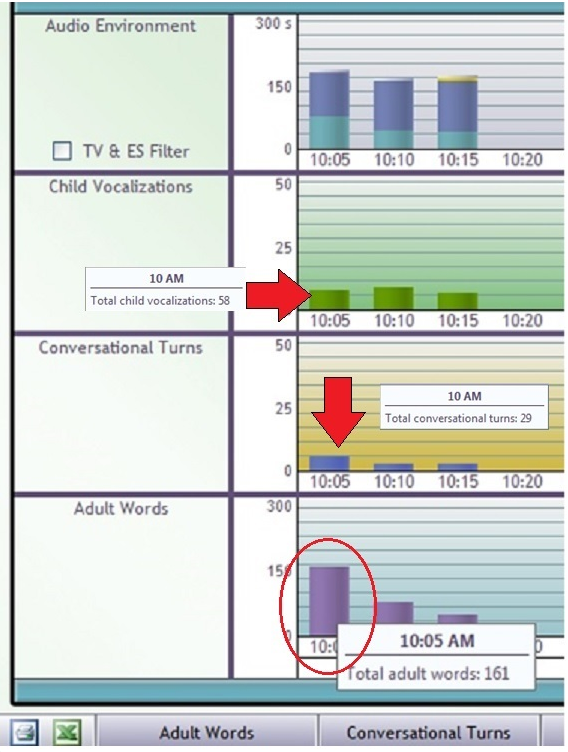 Audio Environment
300 s
150
0
TV & ES Filter
10:05 10:10 10:15 10:20
Child Vocalizations
50
25
10 AM
Total child vocalizations: 58
10:05 10:10 10:15 10:20
Conversational Turns
50
25
0
10 AM
Total conversational turns: 29
10:05 10:10 10:15 10:20
Adult Words
300
150
0
10:05 AM
Total adult words: 161
Adult Words Conversational Turns